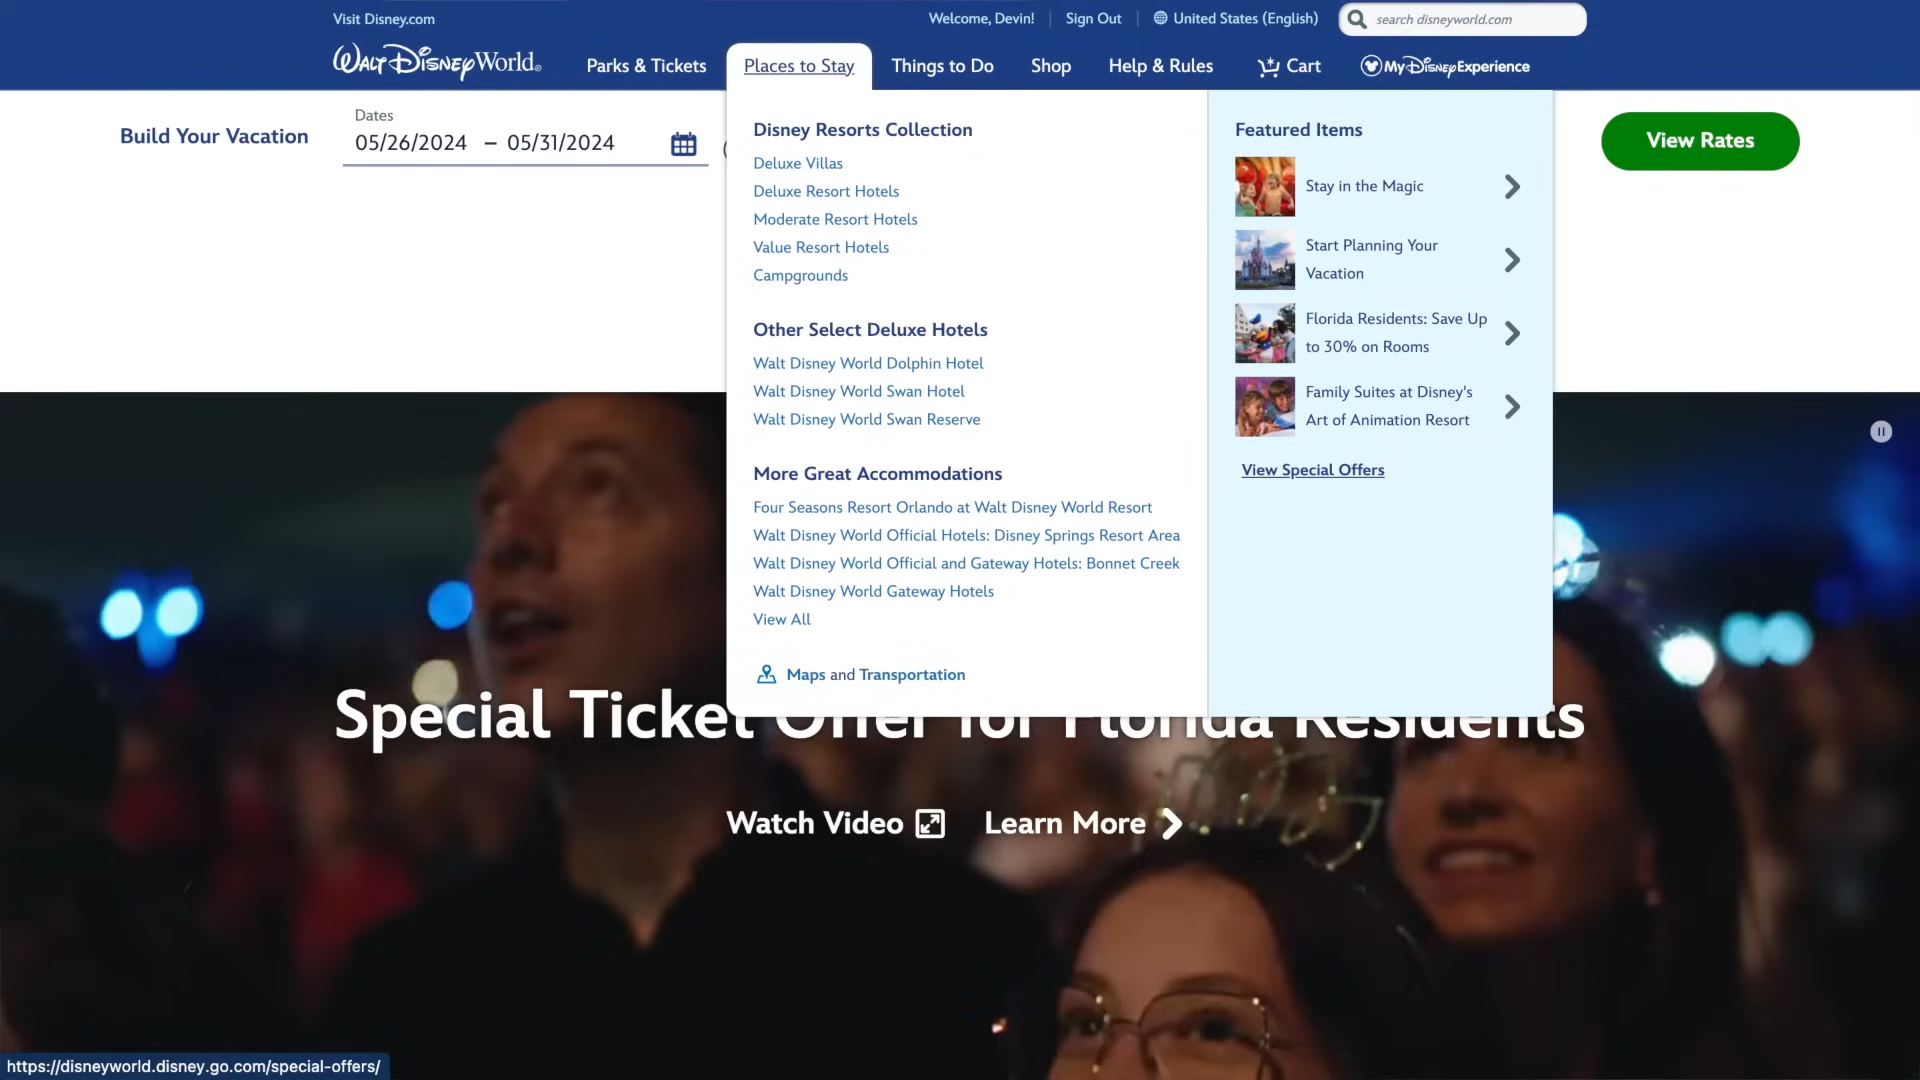 Visit Disney.com
Welcome, Devin!
Sign Out
United States (English)
search disneyworld.com
Walt Disney World®
Parks & Tickets
Places to Stay
Things to Do
Shop
Help & Rules
Cart
My Disney Experience
Build Your Vacation
Dates
05/26/2024 – 05/31/2024
View Rates
Disney Resorts Collection
Deluxe Villas
Deluxe Resort Hotels
Moderate Resort Hotels
Value Resort Hotels
Campgrounds
Other Select Deluxe Hotels
Walt Disney World Dolphin Hotel
Walt Disney World Swan Hotel
Walt Disney World Swan Reserve
More Great Accommodations
Four Seasons Resort Orlando at Walt Disney World Resort
Walt Disney World Official Hotels: Disney Springs Resort Area
Walt Disney World Official and Gateway Hotels: Bonnet Creek
Walt Disney World Gateway Hotels
View All
Maps and Transportation
Featured Items
Stay in the Magic
Start Planning Your
Vacation
Florida Residents: Save Up
to 30% on Rooms
Family Suites at Disney's
Art of Animation Resort
View Special Offers
Special Ticket Offer for Florida Residents
Watch Video
Learn More
https://disneyworld.disney.go.com/special-offers/